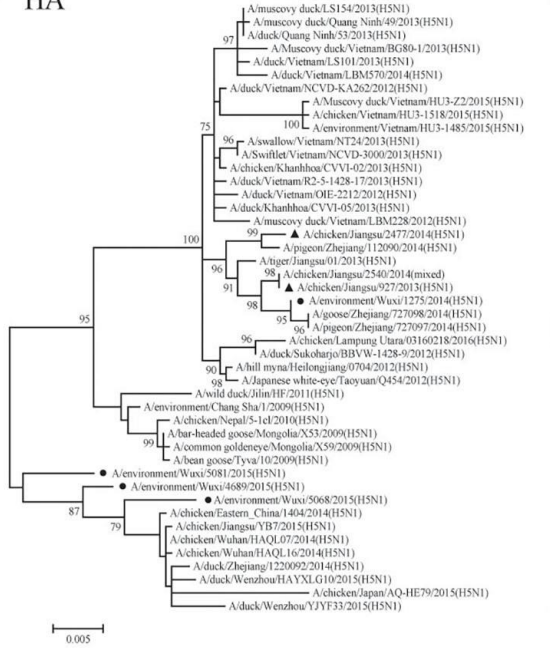 HA
A/muscovy duck/LS154/2013(H5N1)
A/muscovy duck/Quang Ninh/49/2013(H5N1)
A/duck/Quang Ninh/53/2013(H5N1)
97
A/Muscovy duck/Vietnam/BG80-1/2013(H5N1)
A/duck/Vietnam/LS101/2013(H5N1)
A/duck/Vietnam/LBM570/2014(H5N1)
A/duck/Vietnam/NCVD-KA262/2012(H5N1)
A/Muscovy duck/Vietnam/HU3-Z2/2015(H5N1)
A/chicken/Vietnam/HU3-1518/2015(H5N1)
100
A/environment/Vietnam/HU3-1485/2015(H5N1)
75
96
A/swallow/Vietnam/NT24/2013(H5N1)
A/Swiftlet/Vietnam/NCVD-3000/2013(H5N1)
A/chicken/Khanhhoa/CVVI-02/2013(H5N1)
A/duck/Vietnam/R2-5-1428-17/2013(H5N1)
A/duck/Vietnam/OIE-2212/2012(H5N1)
A/duck/Khanhhoa/CVVI-05/2013(H5N1)
A/muscovy duck/Vietnam/LBM228/2012(H5N1)
99
A/chicken/Jiangsu/2477/2014(H5N1)
100
A/pigeon/Zhejiang/112090/2014(H5N1)
96
A/tiger/Jiangsu/01/2013(H5N1)
98
A/chicken/Jiangsu/2540/2014(mixed)
91
A/chicken/Jiangsu/927/2013(H5N1)
98
A/environment/Wuxi/1275/2014(H5N1)
95
A/goose/Zhejiang/727098/2014(H5N1)
96
A/pigeon/Zhejiang/727097/2014(H5N1)
95
96
A/chicken/Lampung Utara/03160218/2016(H5N1)
A/duck/Sukoharjo/BBVW-1428-9/2012(H5N1)
90
A/hill myna/Heilongjiang/0704/2012(H5N1)
98
A/Japanese white-eye/Taoyuan/Q454/2012(H5N1)
A/wild duck/Jilin/HF/2011(H5N1)
A/environment/Chang Sha/1/2009(H5N1)
A/chicken/Nepal/5-1cl/2010(H5N1)
A/bar-headed goose/Mongolia/X53/2009(H5N1)
99
A/common goldeneye/Mongolia/X59/2009(H5N1)
A/bean goose/Tyva/10/2009(H5N1)
A/environment/Wuxi/5081/2015(H5N1)
A/environment/Wuxi/4689/2015(H5N1)
A/environment/Wuxi/5068/2015(H5N1)
87
A/chicken/Eastern_China/1404/2014(H5N1)
79
A/chicken/Jiangsu/YB7/2015(H5N1)
A/chicken/Wuhan/HAQL07/2014(H5N1)
A/chicken/Wuhan/HAQL16/2014(H5N1)
A/duck/Zhejiang/1220092/2014(H5N1)
A/duck/Wenzhou/HAYXLG10/2015(H5N1)
A/chicken/Japan/AQ-HE79/2015(H5N1)
A/duck/Wenzhou/YJYF33/2015(H5N1)
0.005